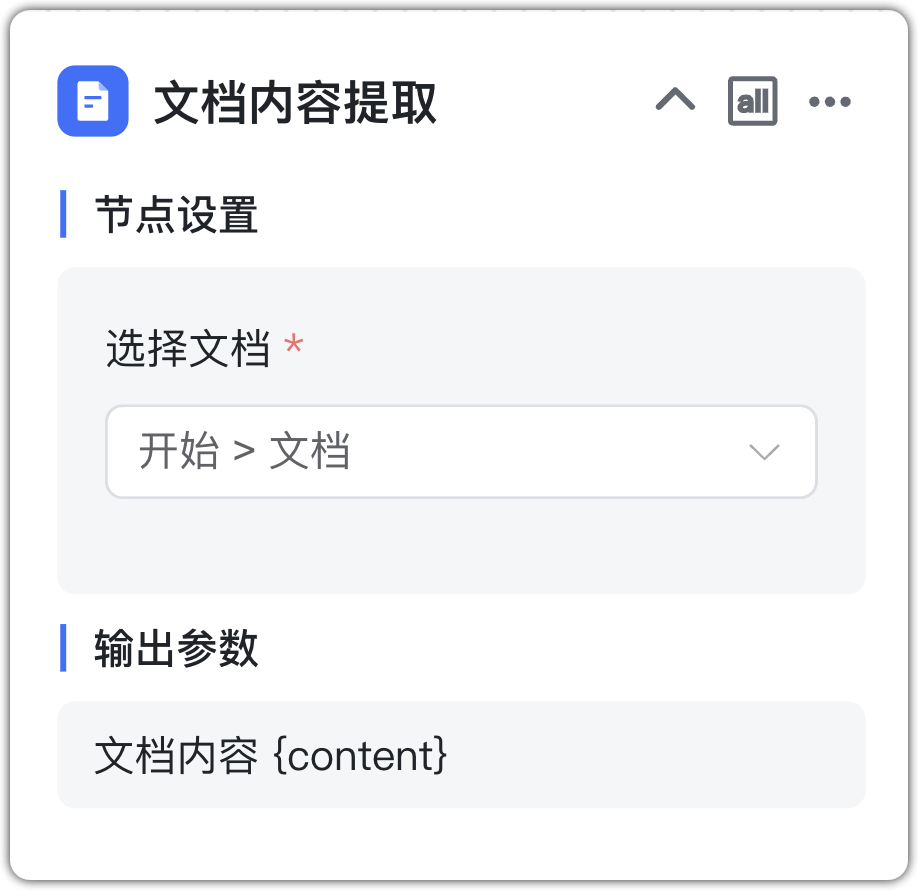 文档内容提取
all
节点设置
选择文档 *
开始 > 文档
输出参数
文档内容 {content}